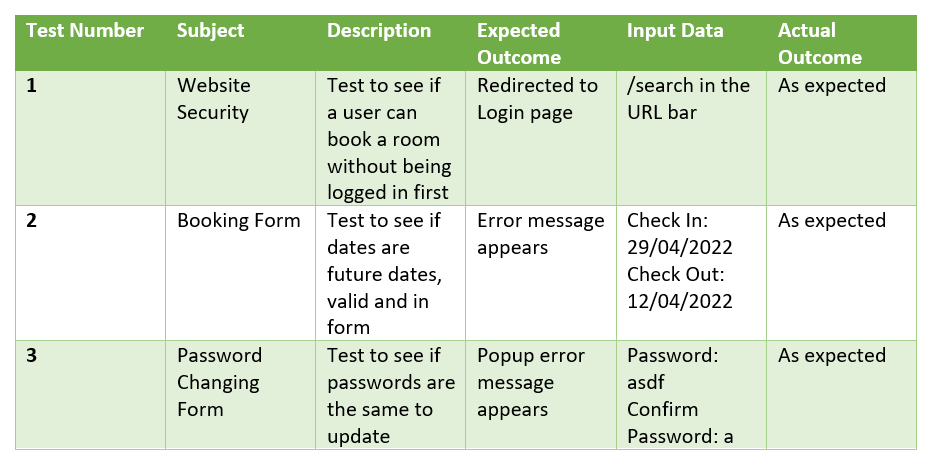 Test Number
Subject
Description
Expected
Outcome
Input Data
Actual
Outcome
1
Website
Security
Test to see if
a user can
book a room
without being
logged in first
Redirected to
Login page
/search in the
URL bar
As expected
2
Booking Form
Test to see if
dates are
future dates,
valid and in
form
Error message
appears
Check In:
29/04/2022
Check Out:
12/04/2022
As expected
3
Password
Changing
Form
Test to see if
passwords are
the same to
update
Popup error
message
appears
Password:
asdf
Confirm
Password: a
As expected